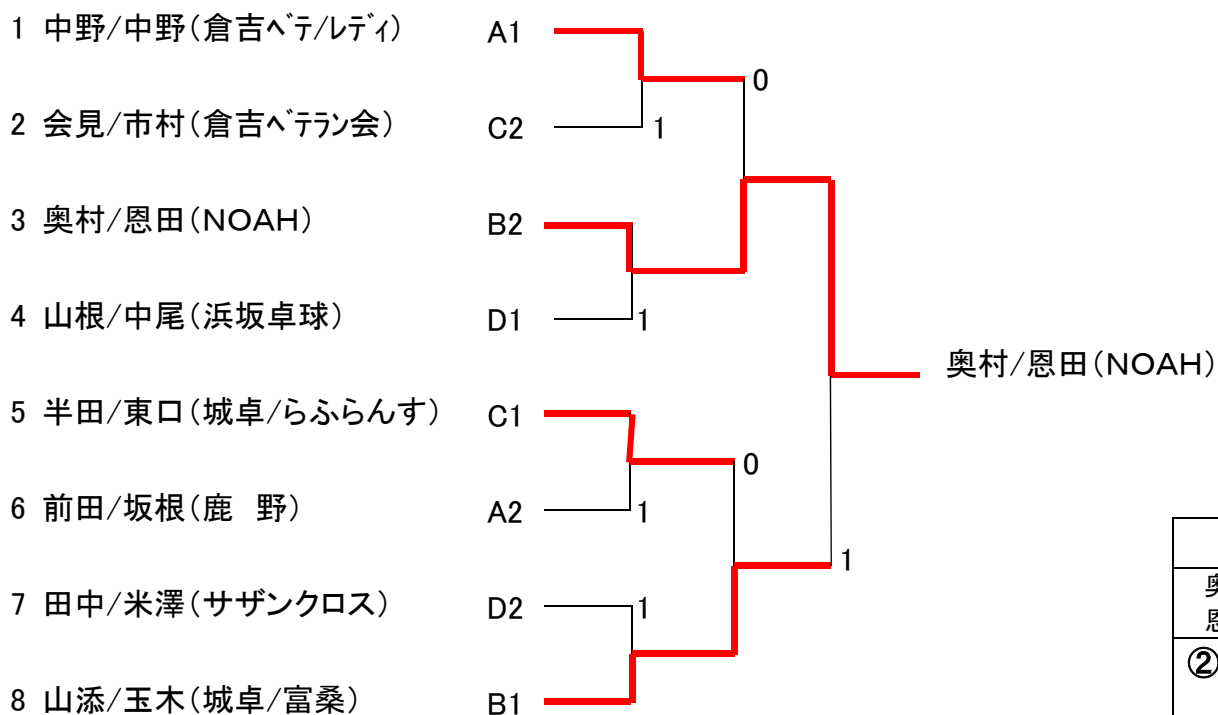 1 中野/中野(倉吉ﾍﾞﾃ/ﾚﾃﾞｨ) A1
0
2 会見/市村(倉吉ﾍﾞﾃﾗﾝ会) C2 1
3 奥村/恩田(NOAH) B2
4 山根/中尾(浜坂卓球) D1 1
奥村/恩田(NOAH)
5 半田/東口(城卓/らふらんす) C1
0
6 前田/坂根(鹿　野) A2 1
1
7 田中/米澤(サザンクロス) D2 1
8 山添/玉木(城卓/富桑) B1
②